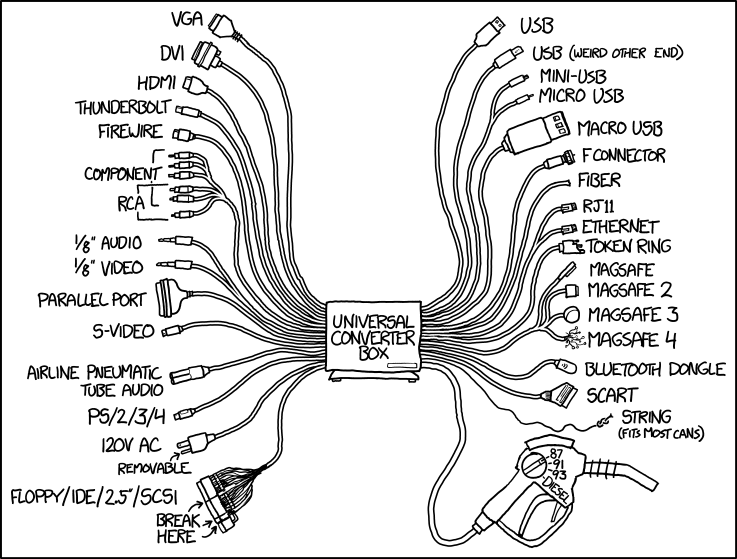 VGA
DVI
HDMI
THUNDERBOLT
FIREWIRE
COMPONENT
RCA
⅛" AUDIO
⅛" VIDEO
PARALLEL PORT
S-VIDEO
AIRLINE PNEUMATIC
TUBE AUDIO
PS/2/3/4
120V AC
REMOVABLE
FLOPPY/IDE/2.5"/SCSI
BREAK
HERE
UNIVERSAL
CONVERTER
BOX
USB
USB (WEIRD OTHER END)
MINI-USB
MICRO USB
MACRO USB
F CONNECTOR
FIBER
RJ11
ETHERNET
TOKEN RING
MAGSAFE
MAGSAFE 2
MAGSAFE 3
MAGSAFE 4
BLUETOOTH DONGLE
SCART
STRING
(FITS MOST CANS)
87
91
93
DIESEL